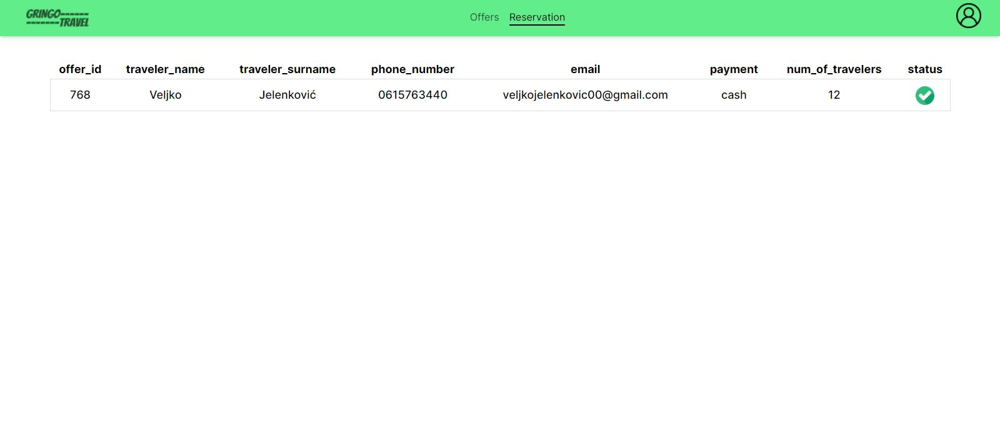 GRINGO------
-------TRAVEL
Offers Reservation
offer_id traveler_name traveler_surname phone_number email payment num_of_travelers status
768 Veljko Jelenković 0615763440 veljkojelenkovic00@gmail.com cash 12